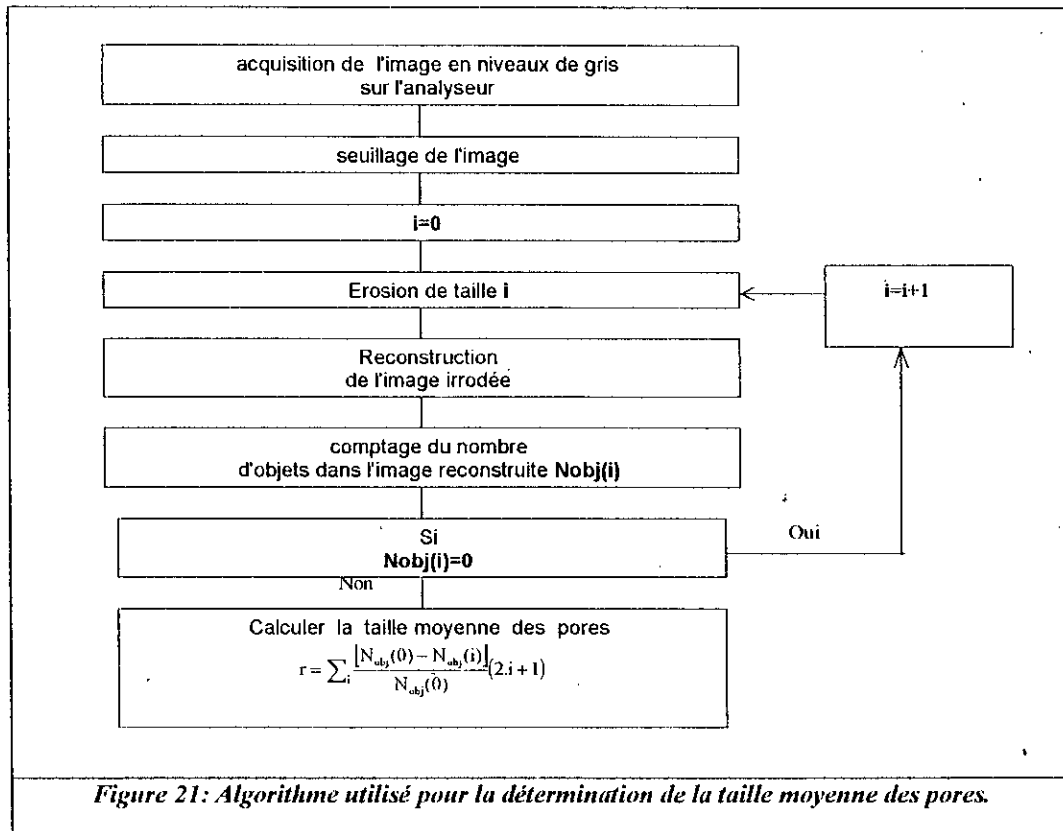 acquisition de l'image en niveaux de gris
sur l'analyseur
seuillage de l'image
i=0
Erosion de taille i
i=i+1
Reconstruction
de l'image irrodée
comptage du nombre
d'objets dans l'image reconstruite Nobj(i)
Si
Nobj(i)=0
Oui
Non
Calculer la taille moyenne des pores
r = ∑i [Nobj(0) − Nobj(i)] / Nobj(0) (2.i + 1)
Figure 21: Algorithme utilisé pour la détermination de la taille moyenne des pores.